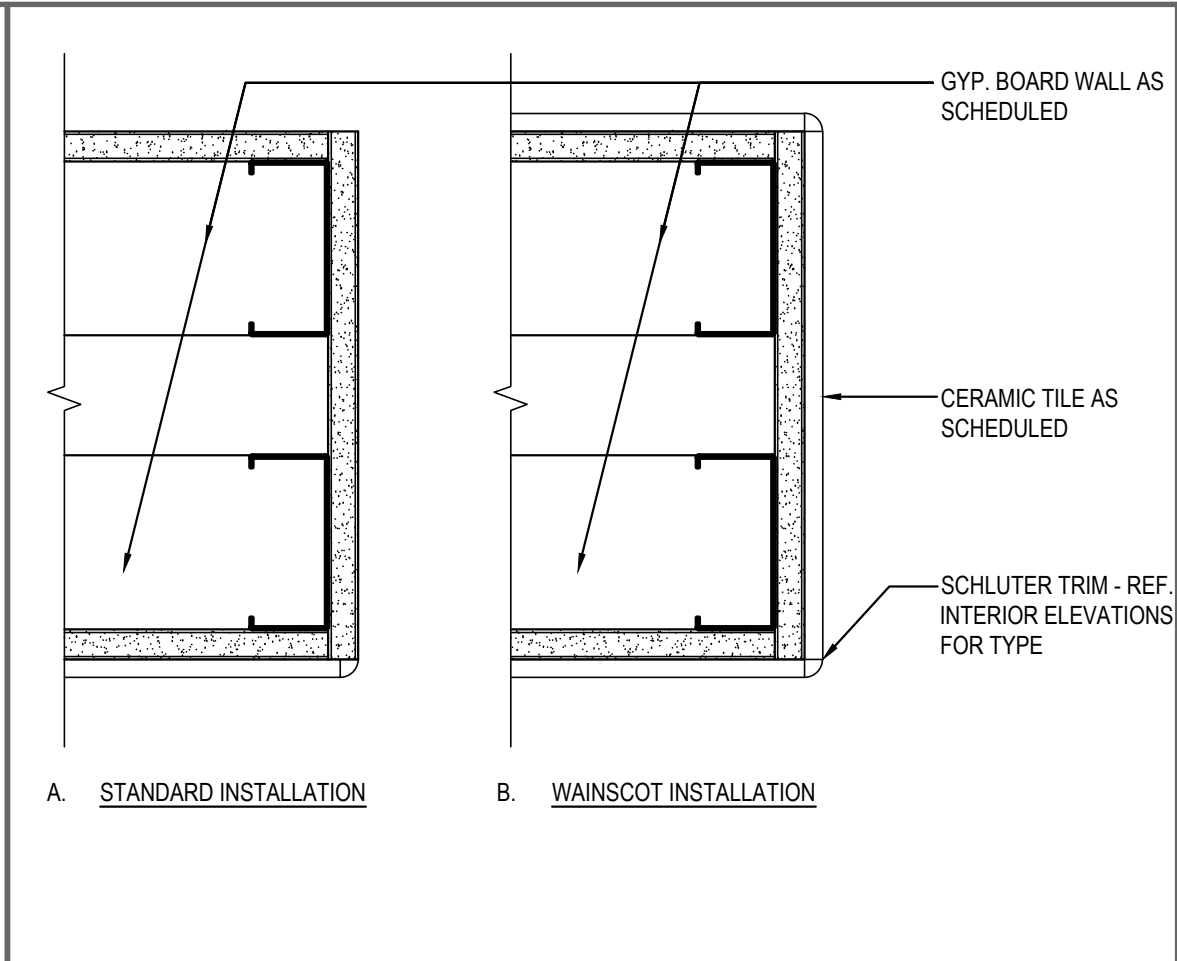 GYP. BOARD WALL AS
SCHEDULED
CERAMIC TILE AS
SCHEDULED
SCHLUTER TRIM - REF.
INTERIOR ELEVATIONS
FOR TYPE
A. STANDARD INSTALLATION
B. WAINSCOT INSTALLATION